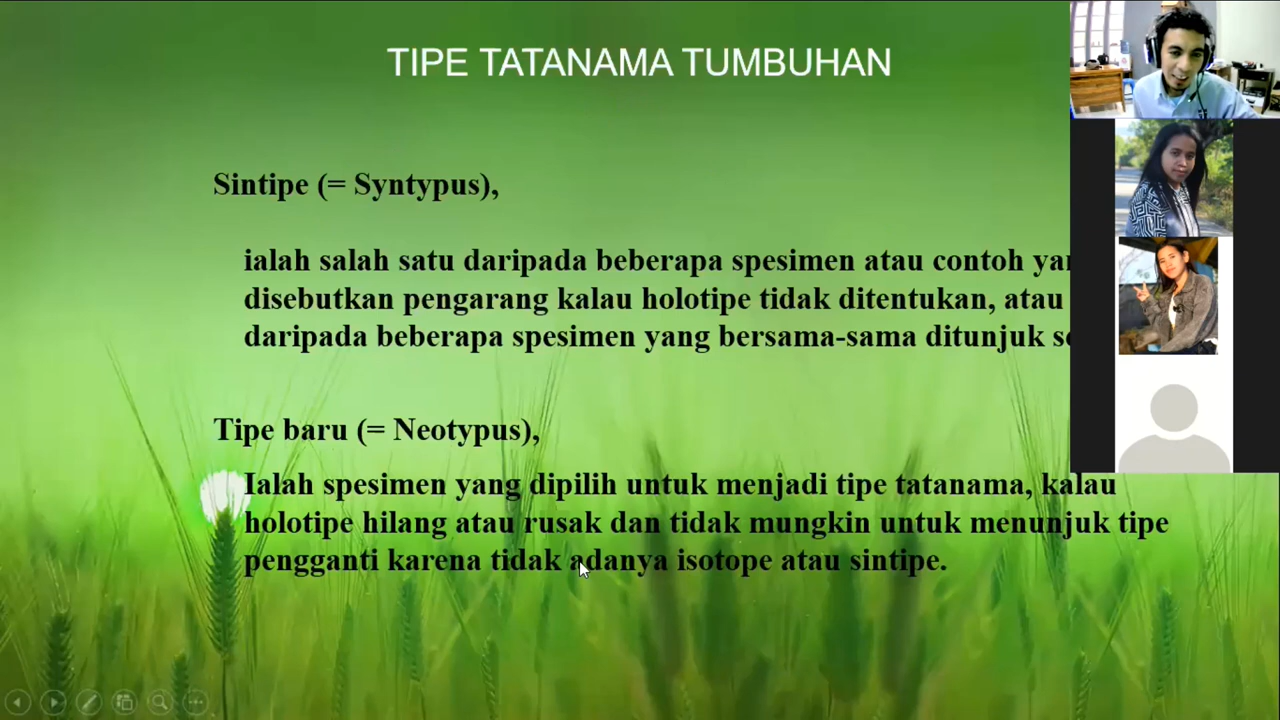 TIPE TATANAMA TUMBUHAN
Sintipe (= Syntypus),
ialah salah satu daripada beberapa spesimen atau contoh
disebutkan pengarang kalau holotipe tidak ditentukan, atau
daripada beberapa spesimen yang bersama-sama ditunjuk
Tipe baru (= Neotypus),
Ialah spesimen yang dipilih untuk menjadi tipe tatanama, kalau
holotipe hilang atau rusak dan tidak mungkin untuk menunjuk tipe
pengganti karena tidak adanya isotope atau sintipe.